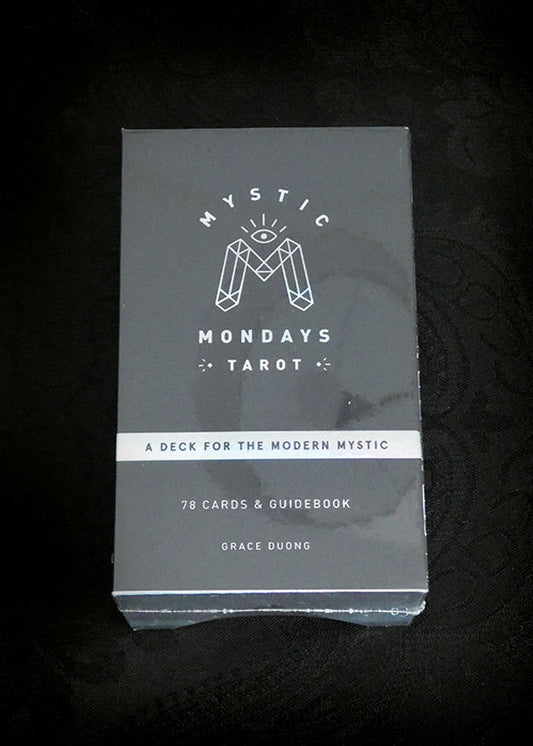 MYSTIC
M
MONDAYS
TAROT
A DECK FOR THE MODERN MYSTIC
78 CARDS & GUIDEBOOK
GRACE DUONG